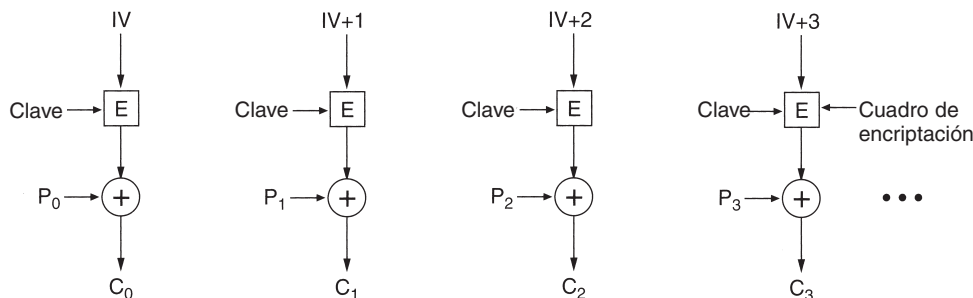 IV IV+1 IV+2 IV+3
Clave E Clave E Clave E Clave E Cuadro de
encriptación
P0 + P1 + P2 + P3 + •••
C0 C1 C2 C3